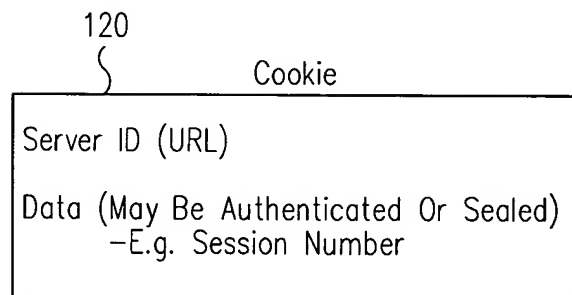 120
Cookie
Server ID (URL)
Data (May Be Authenticated Or Sealed)
-E.g. Session Number